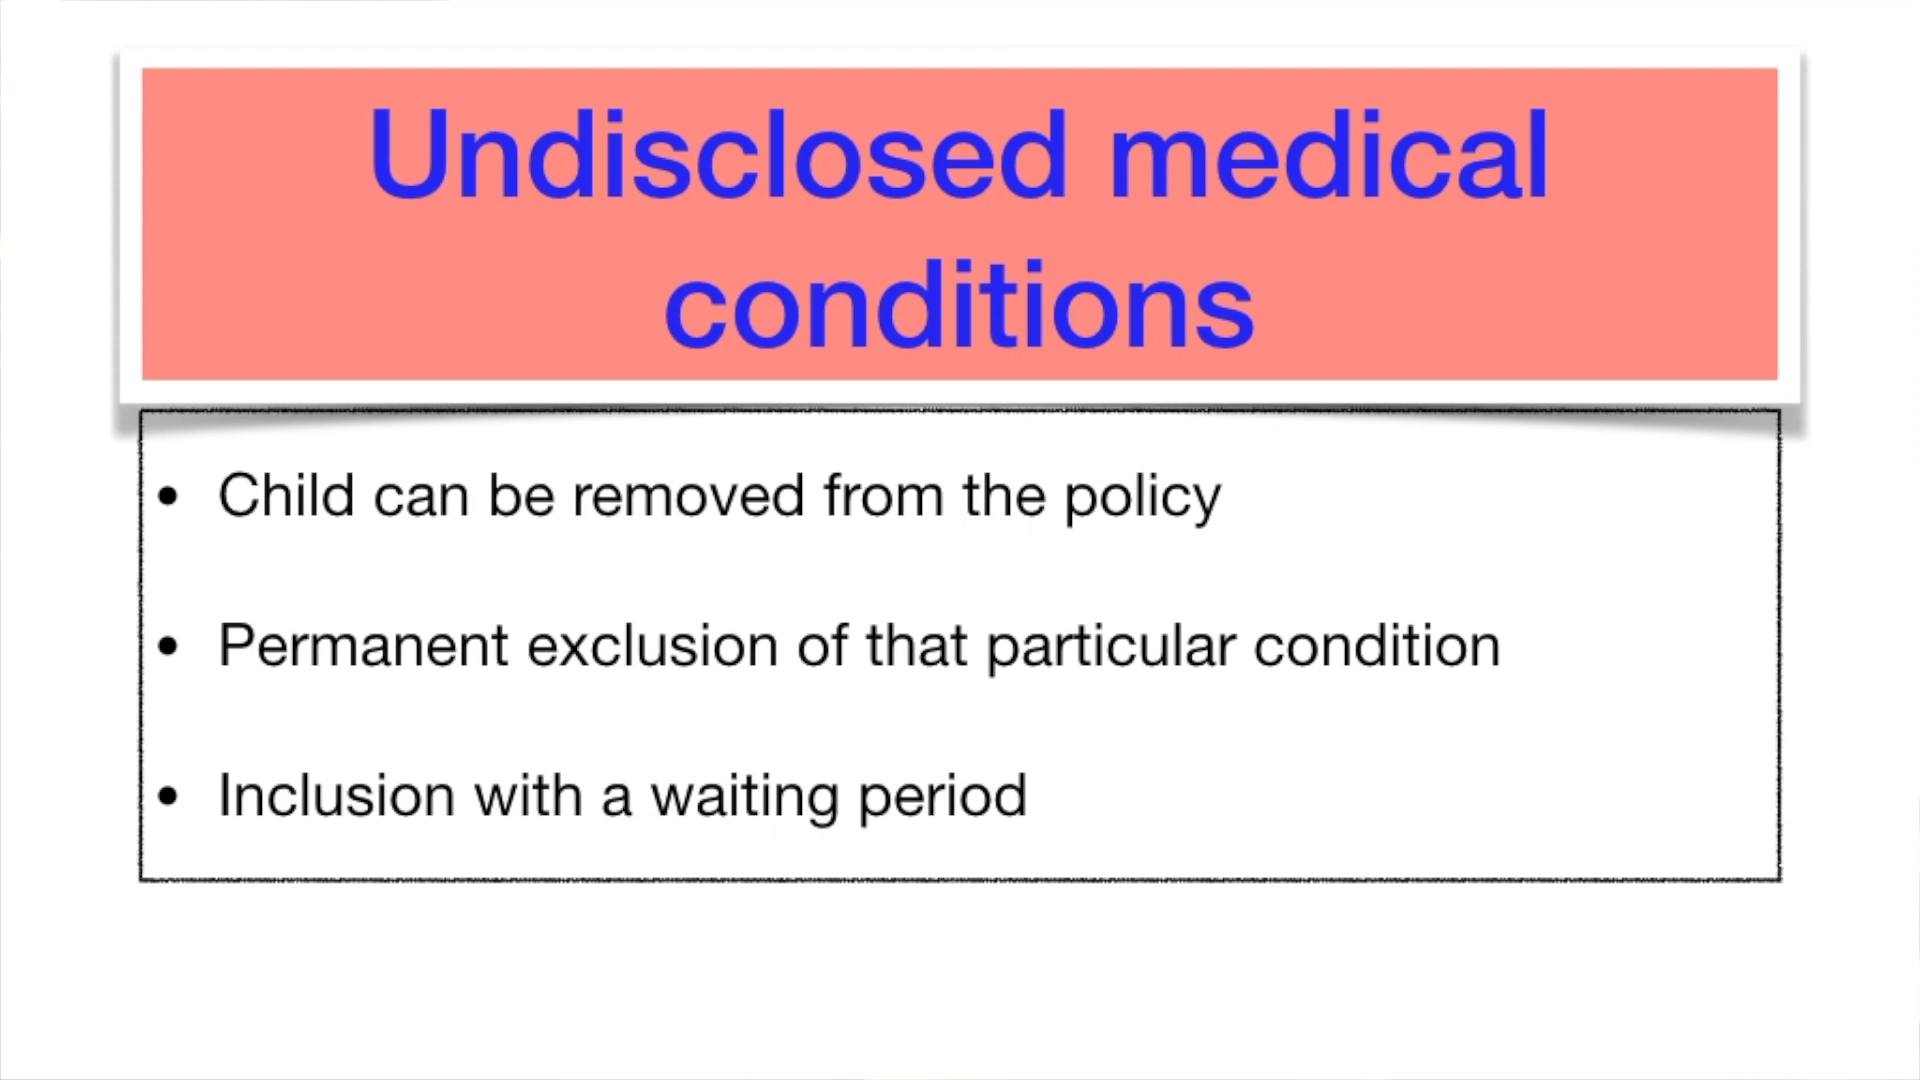 Undisclosed medical
conditions
• Child can be removed from the policy
• Permanent exclusion of that particular condition
• Inclusion with a waiting period